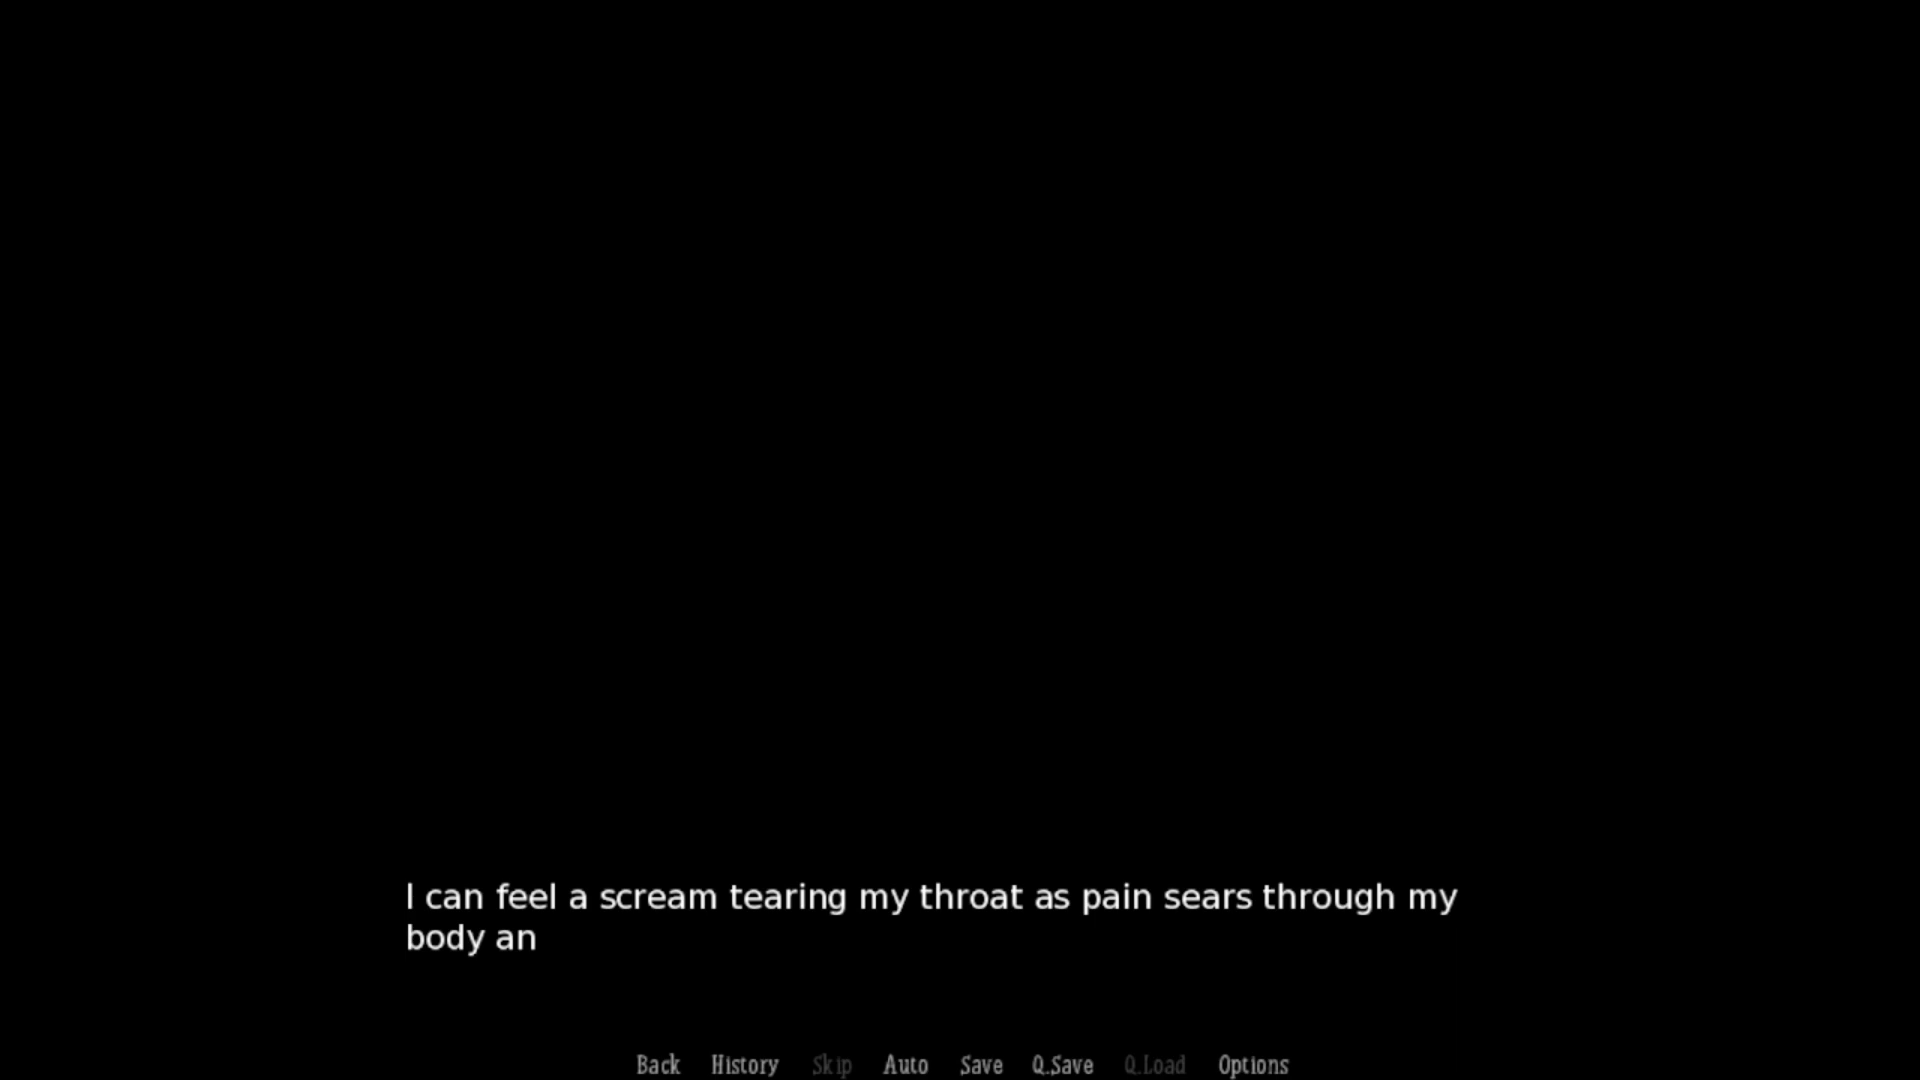 I can feel a scream tearing my throat as pain sears through my
body an
Back History Skip Auto Save Q.Save Q.Load Options